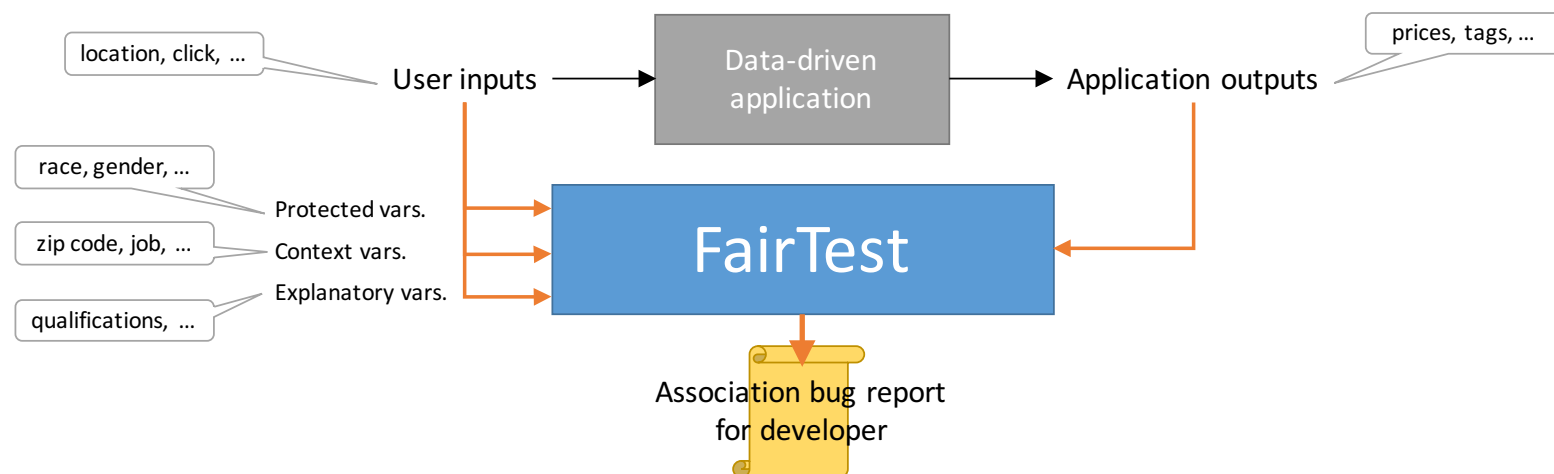 location, click, …
User inputs
Data-driven
application
Application outputs
prices, tags, …
race, gender, …
Protected vars.
zip code, job, …
Context vars.
Explanatory vars.
qualifications, …
FairTest
Association bug report
for developer